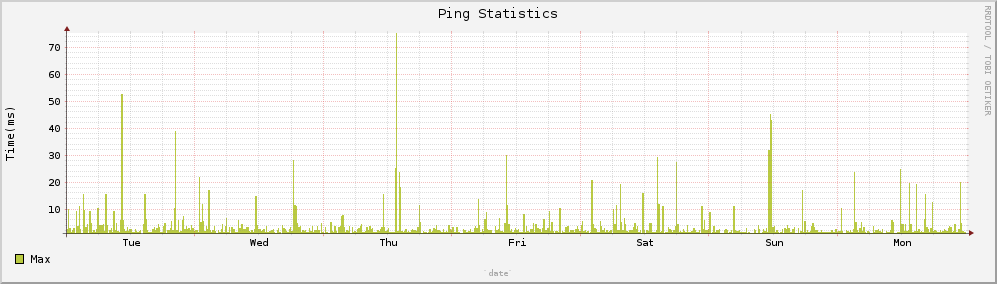 Ping Statistics
RRDTOOL / TOBI OETIKER
Time(ms)
70
60
50
40
30
20
10
Tue Wed Thu Fri Sat Sun Mon
Max
`date`